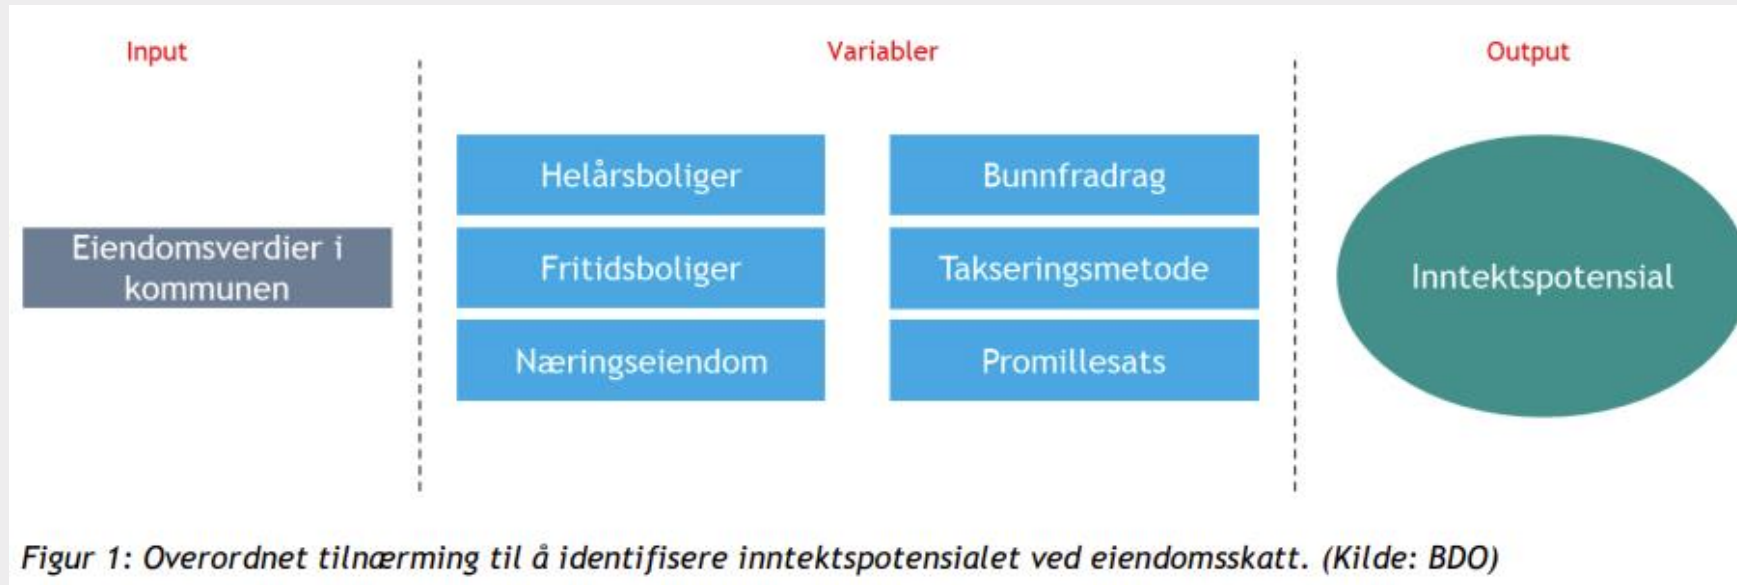 Input
Variabler
Output
Eiendomsverdier i
kommunen
Helårsboliger
Fritidsboliger
Næringseiendom
Bunnfradrag
Takseringsmetode
Promillesats
Inntektspotensial
Figur 1: Overordnet tilnærming til å identifisere inntektspotensialet ved eiendomsskatt. (Kilde: BDO)